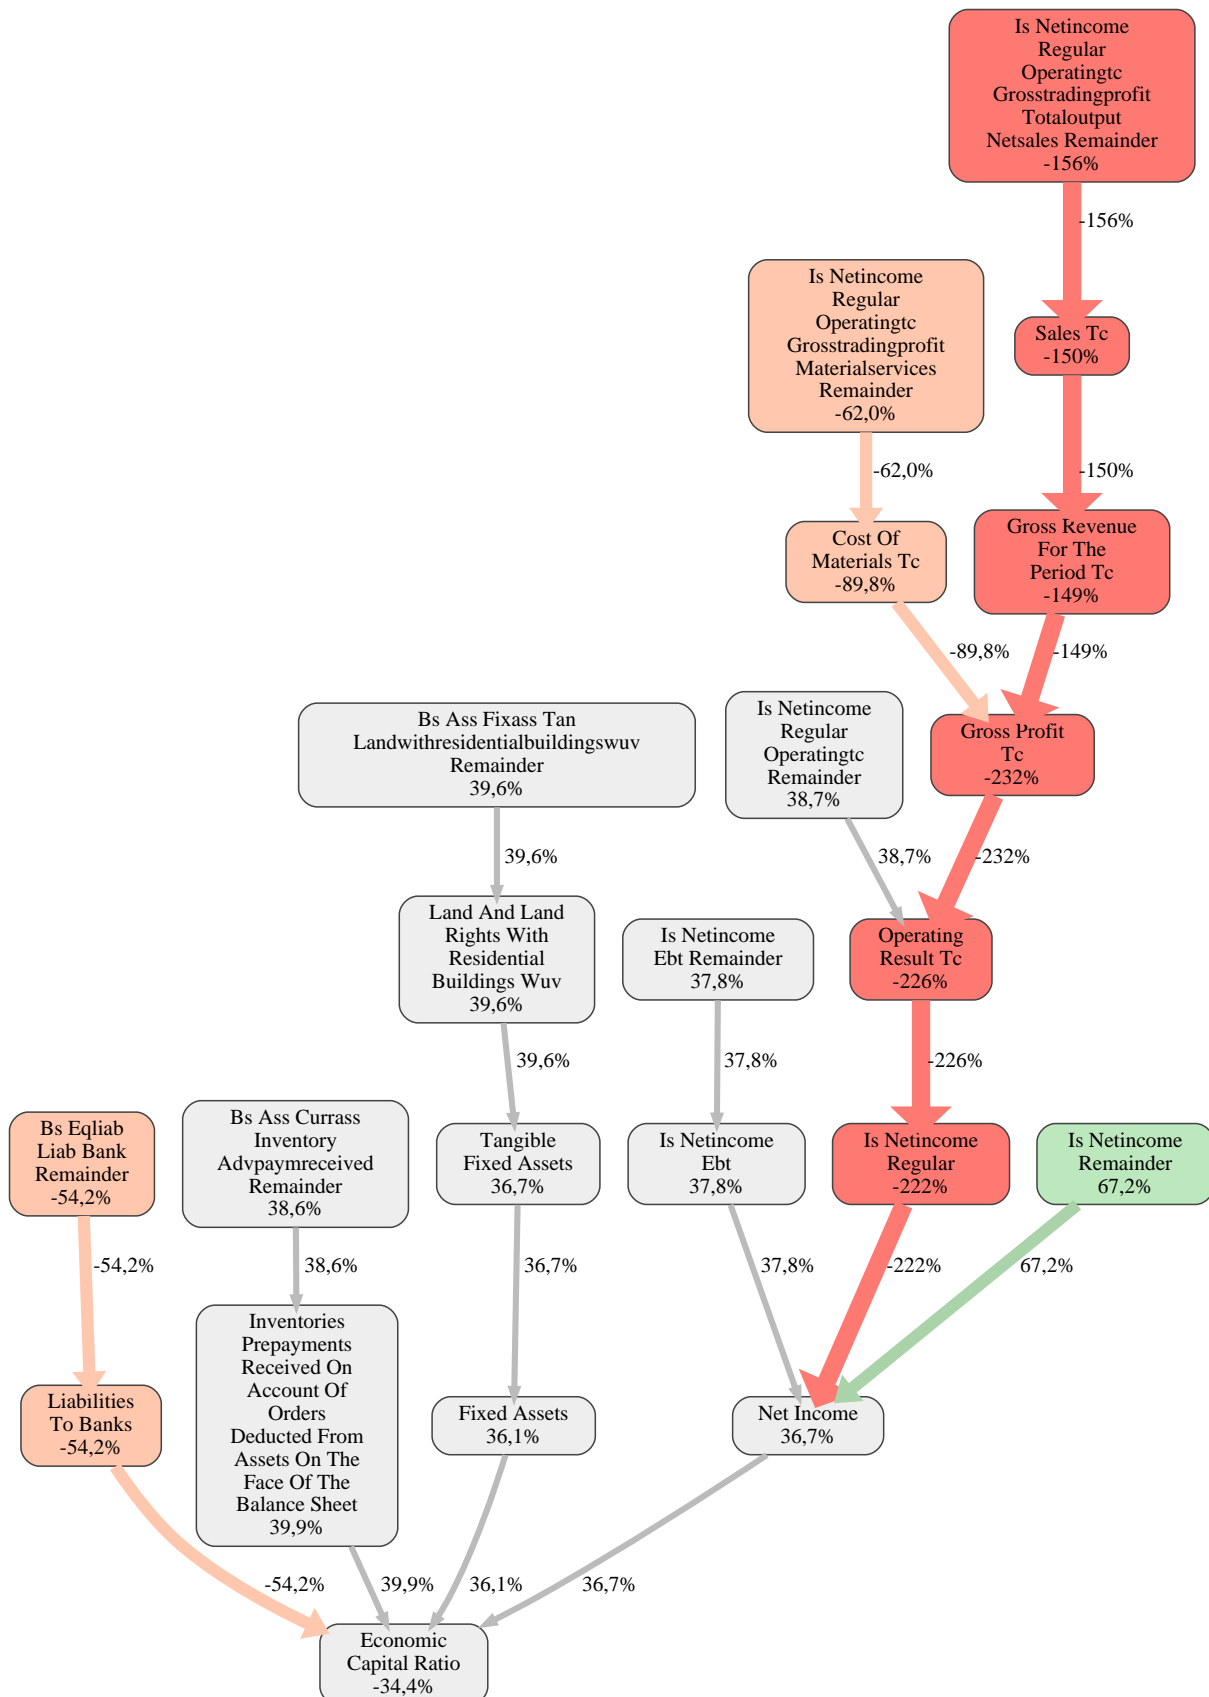 Is Netincome
Regular
Operatingtc
Grosstradingprofit
Totaloutput
Netsales Remainder
-156%
-156%
Is Netincome
Regular
Operatingtc
Grosstradingprofit
Materialservices
Remainder
-62,0%
Sales Tc
-150%
-62,0%
-150%
Cost Of
Materials Tc
-89,8%
Gross Revenue
For The
Period Tc
-149%
-89,8%
-149%
Bs Ass Fixass Tan
Landwithresidentialbuildingswuv
Remainder
39,6%
Is Netincome
Regular
Operatingtc
Remainder
38,7%
Gross Profit
Tc
-232%
39,6%
38,7%
-232%
Land And Land
Rights With
Residential
Buildings Wuv
39,6%
Is Netincome
Ebt Remainder
37,8%
Operating
Result Tc
-226%
39,6%
37,8%
-226%
Bs Eqliab
Liab Bank
Remainder
-54,2%
Bs Ass Currass
Inventory
Advpaymreceived
Remainder
38,6%
Tangible
Fixed Assets
36,7%
Is Netincome
Ebt
37,8%
Is Netincome
Regular
-222%
Is Netincome
Remainder
67,2%
-54,2%
38,6%
36,7%
37,8%
-222%
67,2%
Liabilities
To Banks
-54,2%
Inventories
Prepayments
Received On
Account Of
Orders
Deducted From
Assets On The
Face Of The
Balance Sheet
39,9%
Fixed Assets
36,1%
Net Income
36,7%
-54,2%
39,9%
36,1%
36,7%
Economic
Capital Ratio
-34,4%